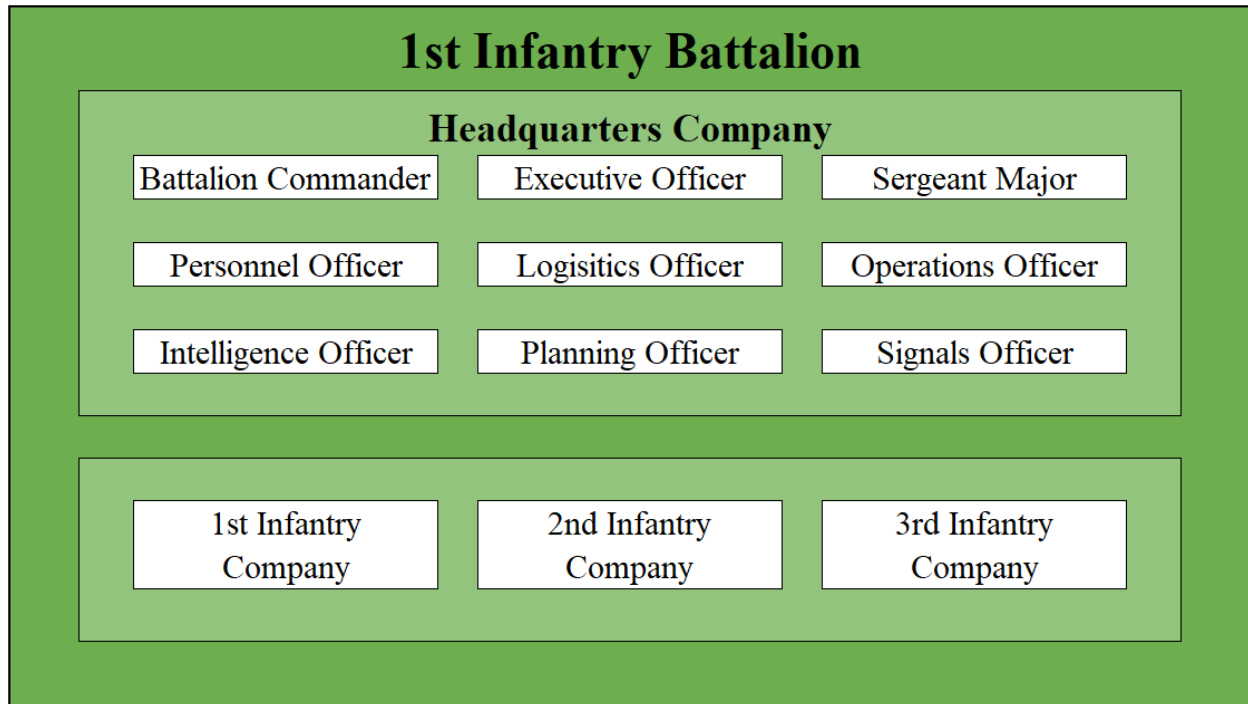 1st Infantry Battalion
Headquarters Company
Battalion Commander
Executive Officer
Sergeant Major
Personnel Officer
Logisitics Officer
Operations Officer
Intelligence Officer
Planning Officer
Signals Officer
1st Infantry
Company
2nd Infantry
Company
3rd Infantry
Company